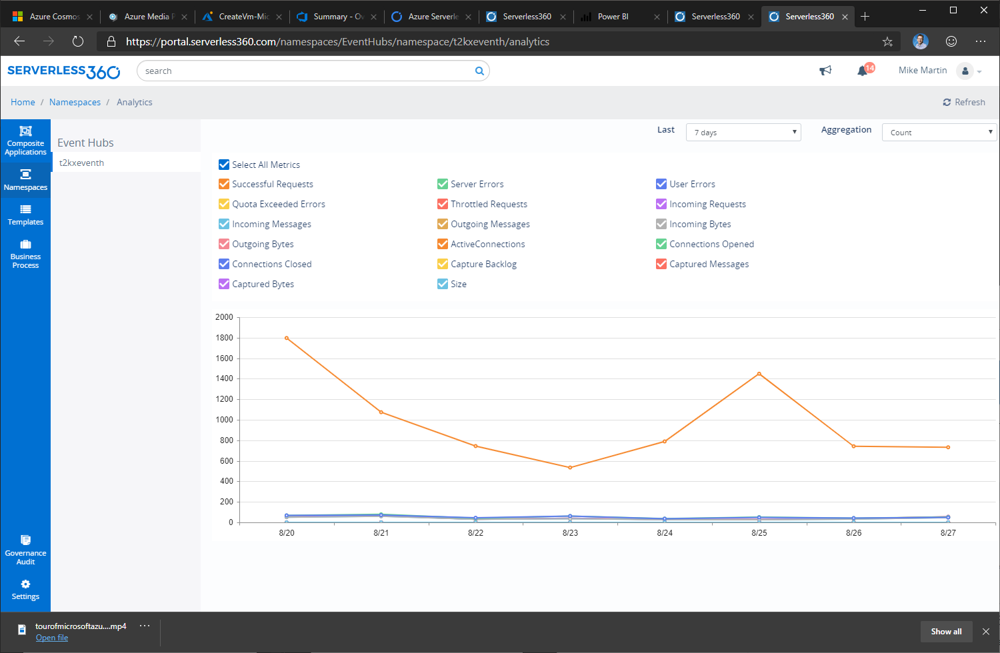 Azure Cosmos
Azure Media P
CreateVm-Mic
Summary - Ov
Azure Serverle
Serverless360
Power BI
Serverless360
Serverless360
https://portal.serverless360.com/namespaces/EventHubs/namespace/t2kxeventh/analytics
SERVERLESS360
search
14
Mike Martin
Home / Namespaces / Analytics
Refresh
Composite
Applications
Namespaces
Templates
Business
Process
Governance
Audit
Settings
Event Hubs
t2kxeventh
Last 7 days
Aggregation Count
Select All Metrics
Successful Requests
Server Errors
User Errors
Quota Exceeded Errors
Throttled Requests
Incoming Requests
Incoming Messages
Outgoing Messages
Incoming Bytes
Outgoing Bytes
ActiveConnections
Connections Opened
Connections Closed
Capture Backlog
Captured Messages
Captured Bytes
Size
2000
1800
1600
1400
1200
1000
800
600
400
200
0
8/20 8/21 8/22 8/23 8/24 8/25 8/26 8/27
tourofmicrosoftazu....mp4
Open file
Show all